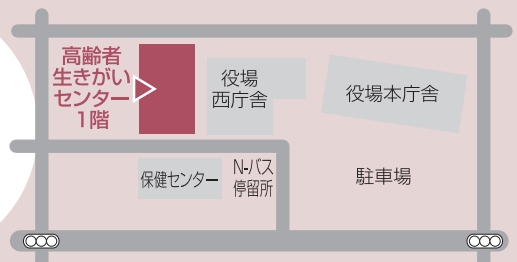 高齢者
生きがい
センター
1階
役場
西庁舎
役場本庁舎
保健センター
N-バス
停留所
駐車場